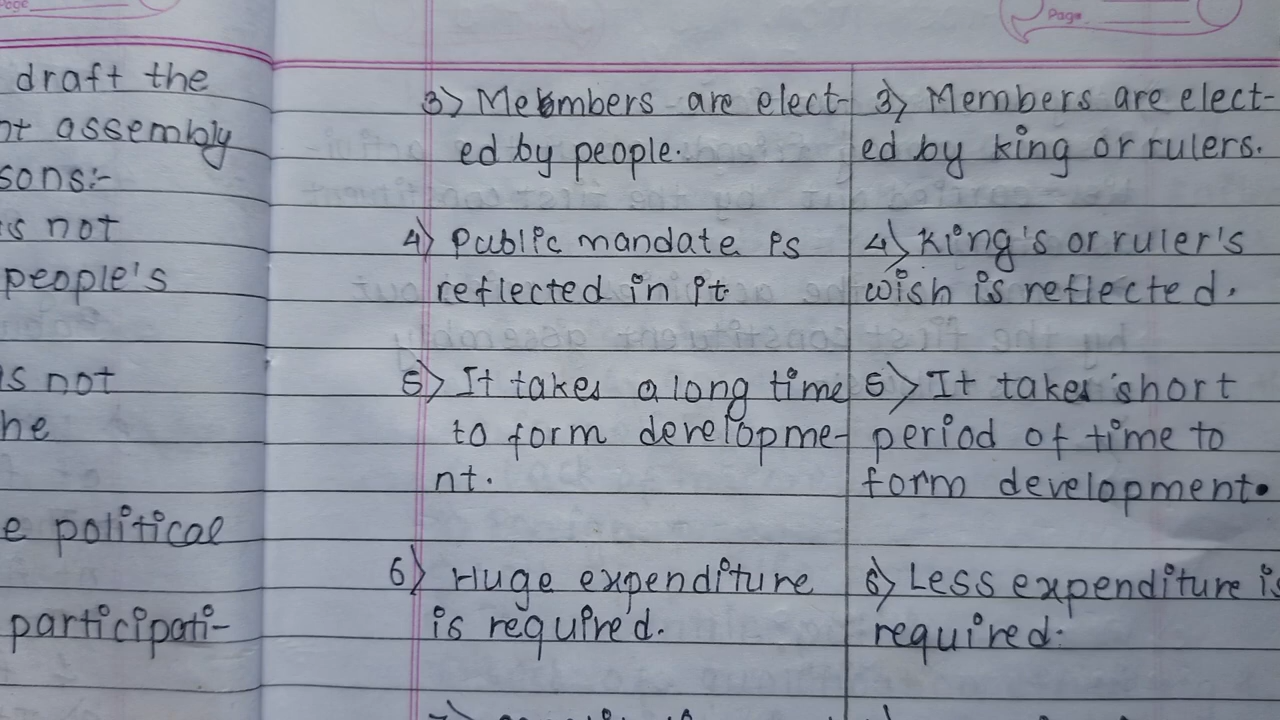 Page
Page
draft the
nt assembly
sons:-
is not
people's
is not
he
e political
participati-
3) Members are elect-
ed by people.
4) Public mandate is
reflected in it
5) It takes a long time
to form developme-
nt.
6) Huge expenditure
is required.
3) Members are elect-
ed by king or rulers.
4) King's or ruler's
wish is reflected.
5) It takes short
period of time to
form development.
6) Less expenditure is
required.